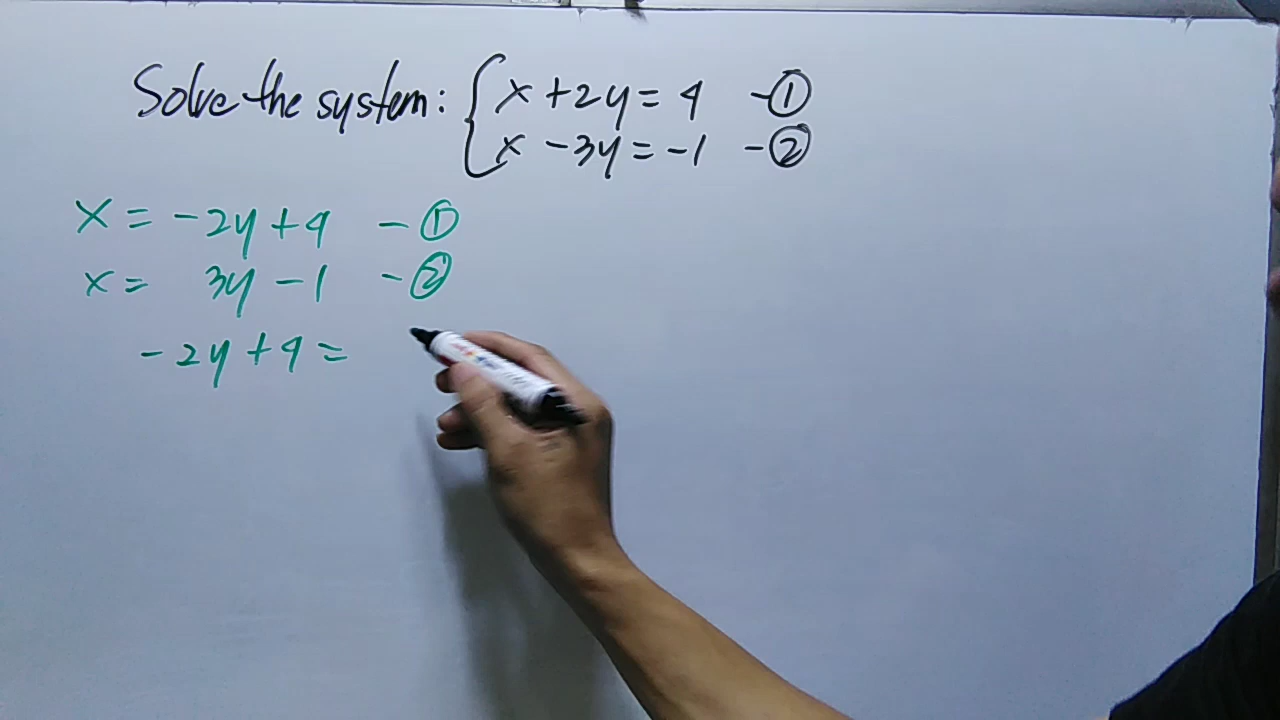 Solve the system: { x + 2y = 4 - ①
x - 3y = -1 - ②
x = -2y + 4 - ①
x = 3y - 1 - ②
-2y + 4 =